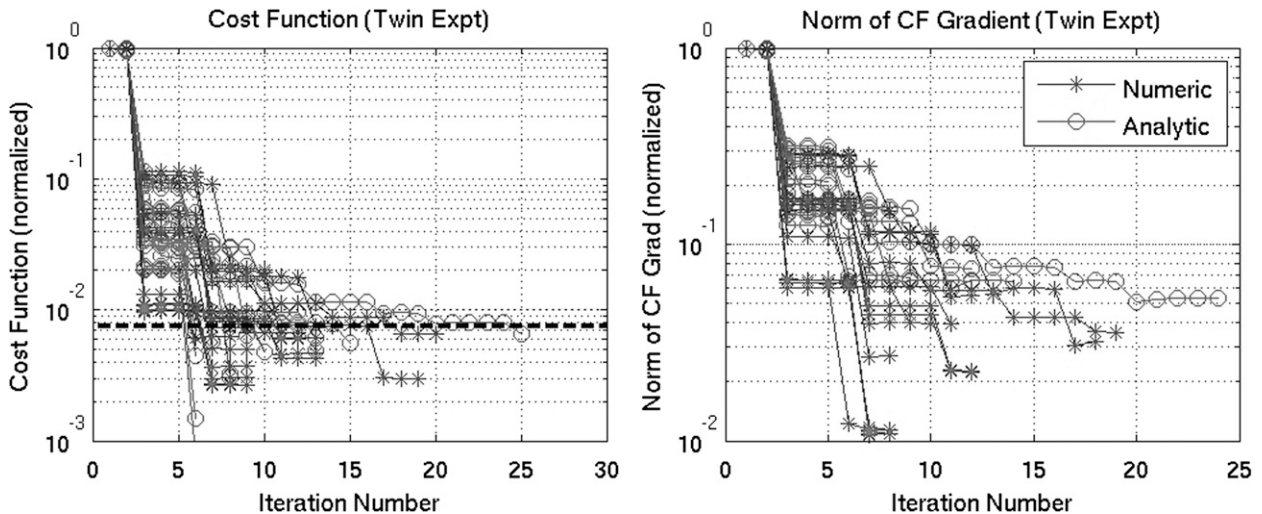 Cost Function (Twin Expt)
10^0
10^-1
10^-2
10^-3
Cost Function (normalized)
0 5 10 15 20 25 30
Iteration Number
Norm of CF Gradient (Twin Expt)
10^0
10^-1
10^-2
Norm of CF Grad (normalized)
Numeric
Analytic
0 5 10 15 20 25
Iteration Number